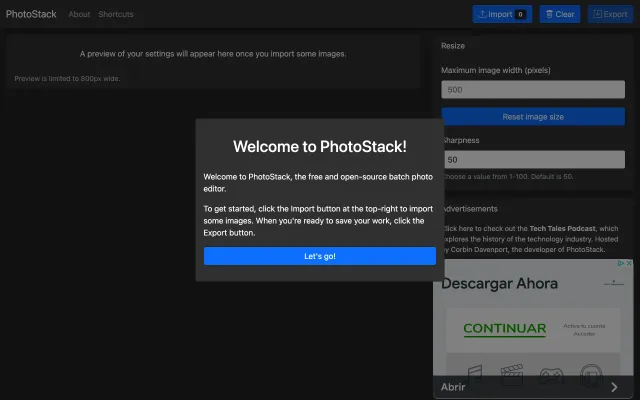 PhotoStack About Shortcuts Import 0 Clear Export
A preview of your settings will appear here once you import some images.
Preview is limited to 800px wide.
Resize
Maximum image width (pixels)
500
Reset image size
Sharpness
50
Choose a value from 1-100. Default is 50.
Advertisements
Click here to check out the Tech Tales Podcast, which
explores the history of the technology industry. Hosted
by Corbin Davenport, the developer of PhotoStack.
Descargar Ahora
CONTINUAR
Activa tu cuenta
Acceder
Abrir
Welcome to PhotoStack!
Welcome to PhotoStack, the free and open-source batch photo
editor.
To get started, click the Import button at the top-right to import
some images. When you're ready to save your work, click the
Export button.
Let's go!